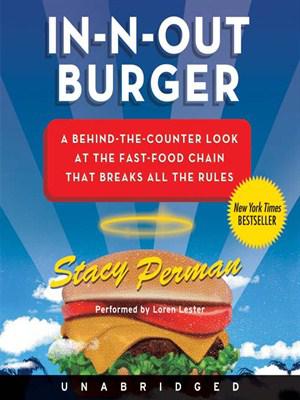 IN-N-OUT
BURGER
A BEHIND-THE-COUNTER LOOK
AT THE FAST-FOOD CHAIN
THAT BREAKS ALL THE RULES
New York Times
BESTSELLER
Stacy Perman
Performed by Loren Lester
UNABRIDGED